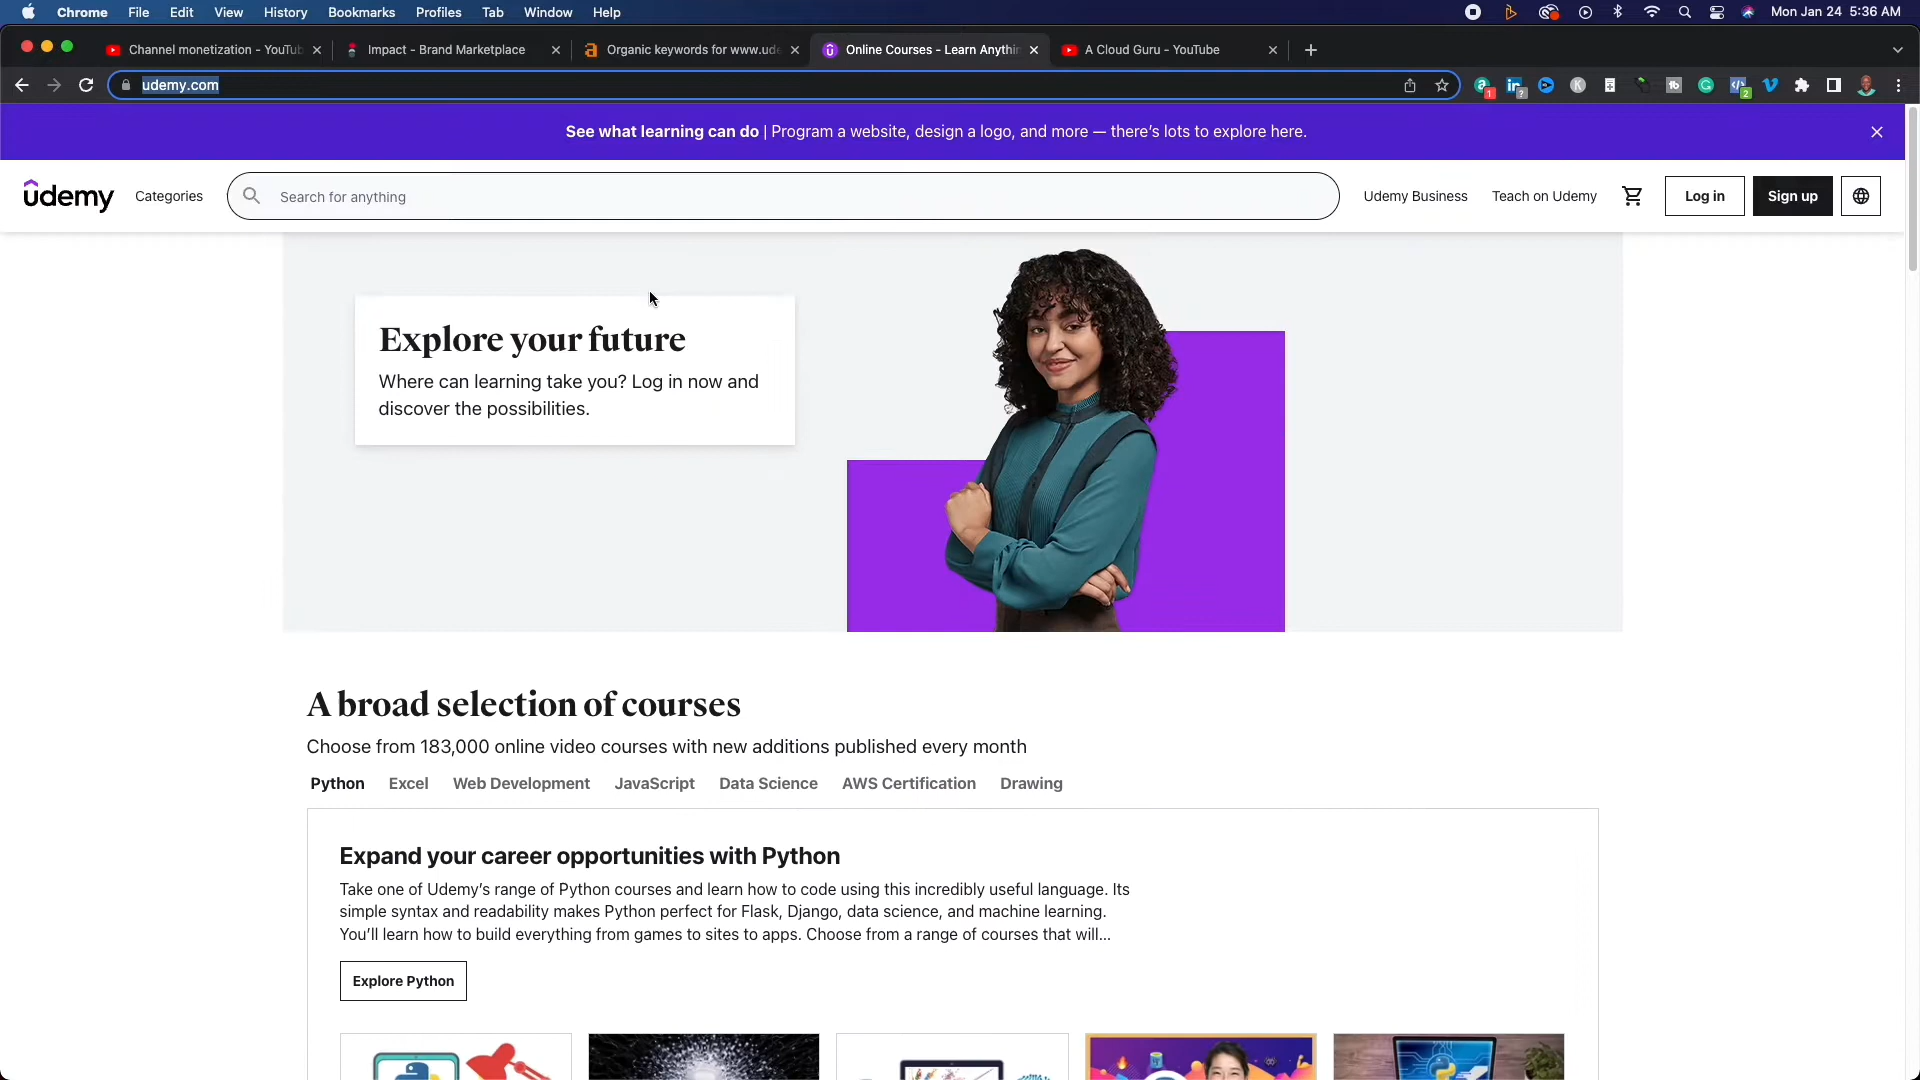 Chrome File Edit View History Bookmarks Profiles Tab Window Help Mon Jan 24 5:36 AM
Channel monetization - YouTub Impact - Brand Marketplace Organic keywords for www.ude Online Courses - Learn Anythin A Cloud Guru - YouTube
udemy.com
See what learning can do | Program a website, design a logo, and more — there's lots to explore here.
udemy Categories Search for anything Udemy Business Teach on Udemy Log in Sign up
Explore your future
Where can learning take you? Log in now and
discover the possibilities.
A broad selection of courses
Choose from 183,000 online video courses with new additions published every month
Python Excel Web Development JavaScript Data Science AWS Certification Drawing
Expand your career opportunities with Python
Take one of Udemy's range of Python courses and learn how to code using this incredibly useful language. Its
simple syntax and readability makes Python perfect for Flask, Django, data science, and machine learning.
You'll learn how to build everything from games to sites to apps. Choose from a range of courses that will...
Explore Python